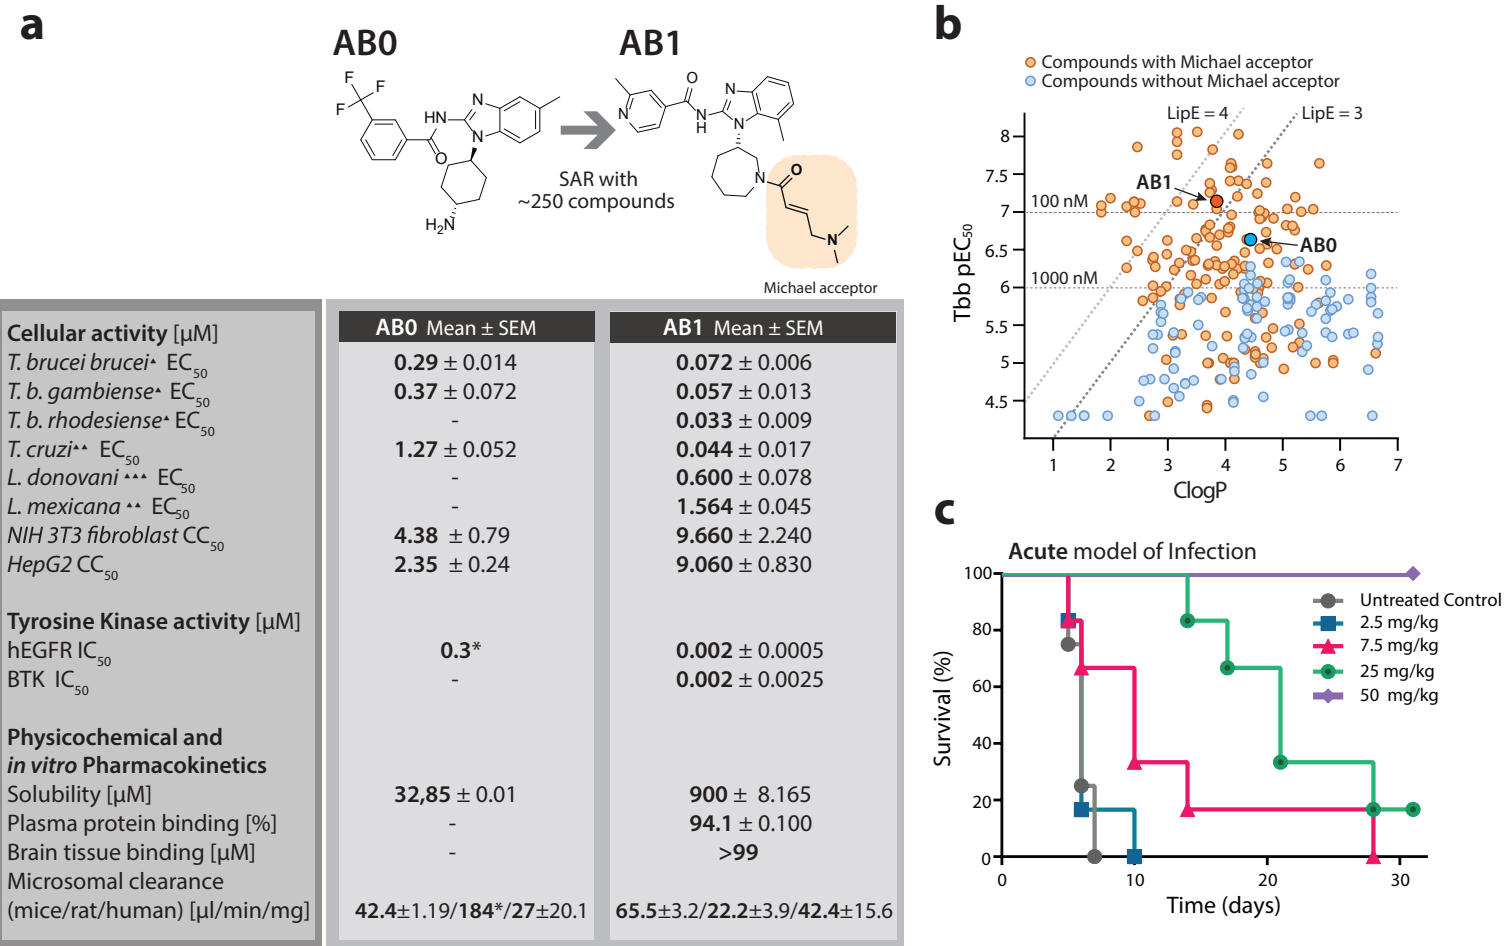 a
AB0
AB1
F
F
F
HN
O
N
N
H₂N
SAR with
~250 compounds
N
O
N
H
N
N
N
O
N
Michael acceptor
Cellular activity [µM]
AB0 Mean ± SEM
AB1 Mean ± SEM
T. brucei brucei▲ EC50
0.29 ± 0.014
0.072 ± 0.006
T. b. gambiense▲ EC50
0.37 ± 0.072
0.057 ± 0.013
T. b. rhodesiense▲ EC50
-
0.033 ± 0.009
T. cruzi▲▲ EC50
1.27 ± 0.052
0.044 ± 0.017
L. donovani ▲▲▲ EC50
-
0.600 ± 0.078
L. mexicana ▲▲ EC50
-
1.564 ± 0.045
NIH 3T3 fibroblast CC50
4.38 ± 0.79
9.660 ± 2.240
HepG2 CC50
2.35 ± 0.24
9.060 ± 0.830
Tyrosine Kinase activity [µM]
hEGFR IC50
0.3*
0.002 ± 0.0005
BTK IC50
-
0.002 ± 0.0025
Physicochemical and
in vitro Pharmacokinetics
Solubility [µM]
32,85 ± 0.01
900 ± 8.165
Plasma protein binding [%]
-
94.1 ± 0.100
Brain tissue binding [µM]
-
>99
Microsomal clearance
(mice/rat/human) [µl/min/mg]
42.4±1.19/184*/27±20.1
65.5±3.2/22.2±3.9/42.4±15.6
b
Compounds with Michael acceptor
Compounds without Michael acceptor
LipE = 4
LipE = 3
8
7.5
7
6.5
6
5.5
5
4.5
Tbb pEC50
AB1
100 nM
AB0
1000 nM
1 2 3 4 5 6 7
ClogP
c
Acute model of Infection
100
80
60
40
20
0
Survival (%)
Untreated Control
2.5 mg/kg
7.5 mg/kg
25 mg/kg
50 mg/kg
0 10 20 30
Time (days)